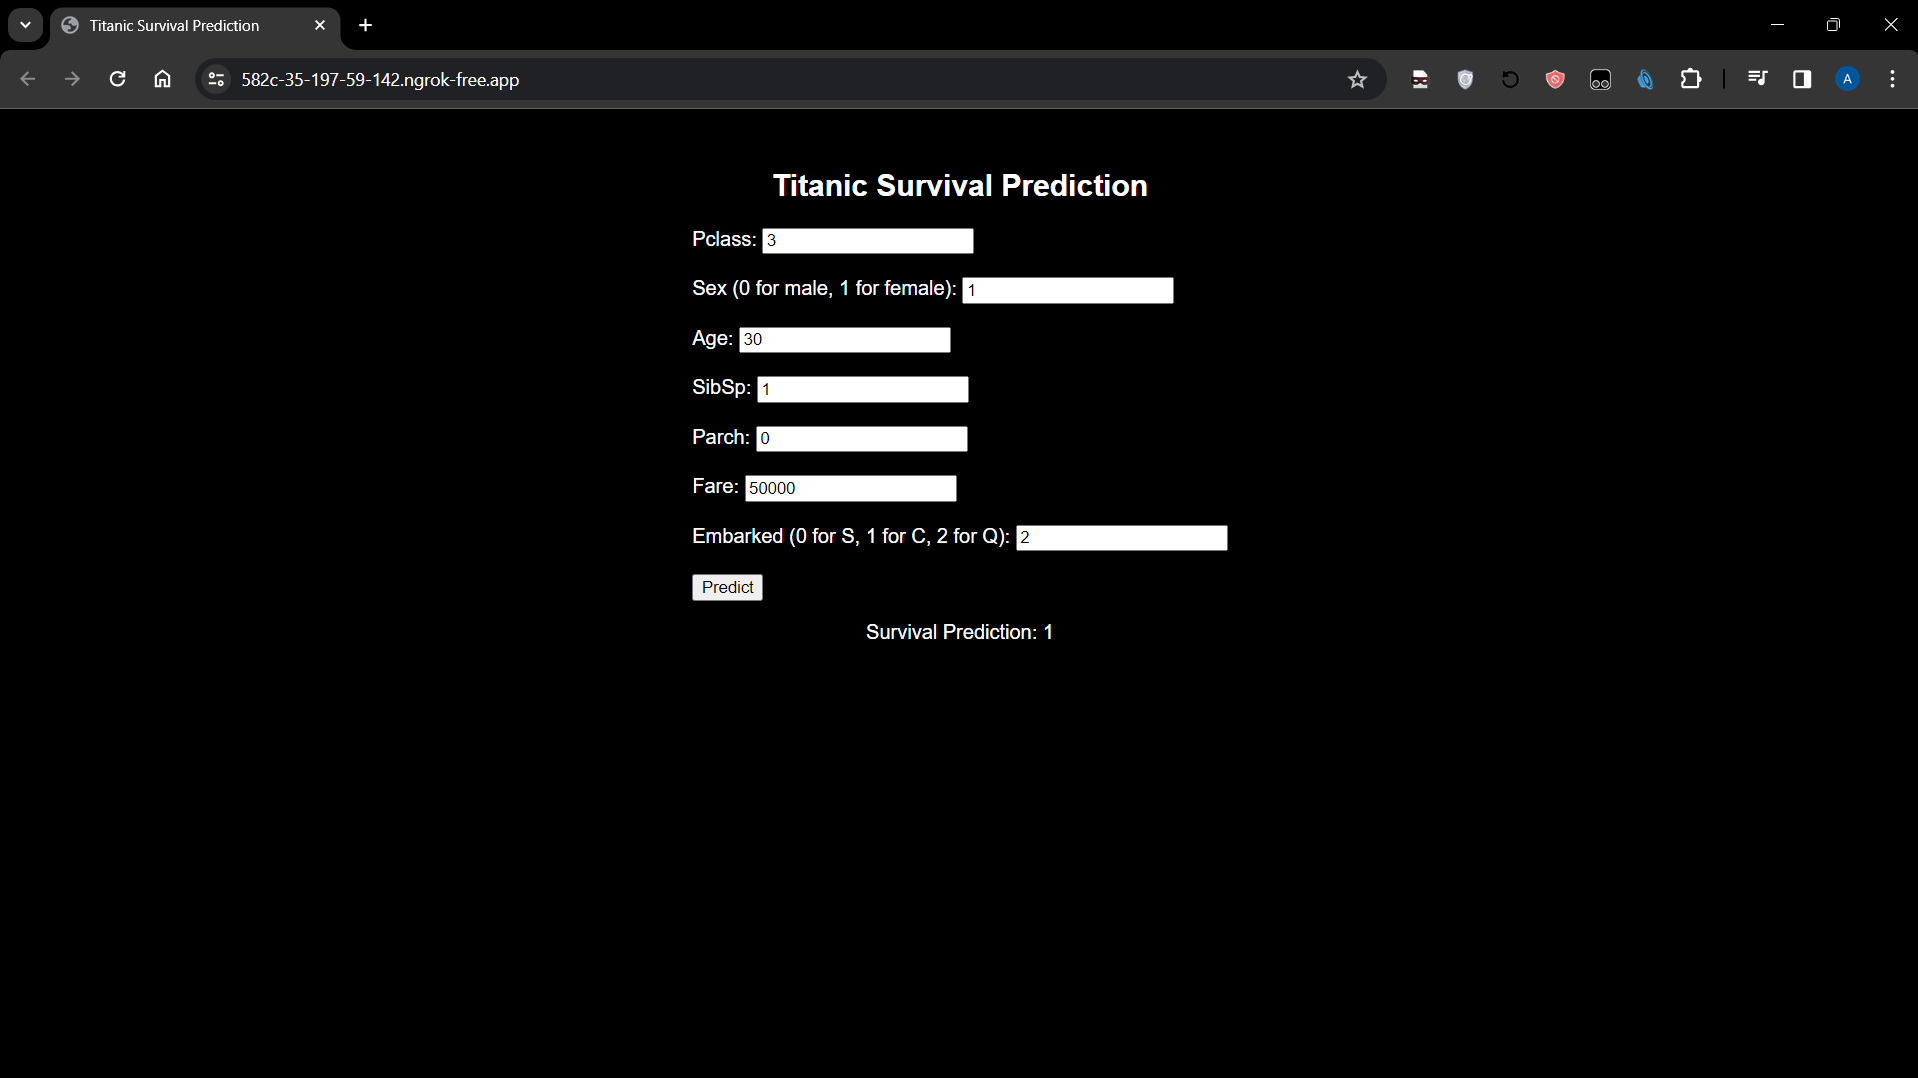 Titanic Survival Prediction
582c-35-197-59-142.ngrok-free.app
A
Titanic Survival Prediction
Pclass: 3
Sex (0 for male, 1 for female): 1
Age: 30
SibSp: 1
Parch: 0
Fare: 50000
Embarked (0 for S, 1 for C, 2 for Q): 2
Predict
Survival Prediction: 1